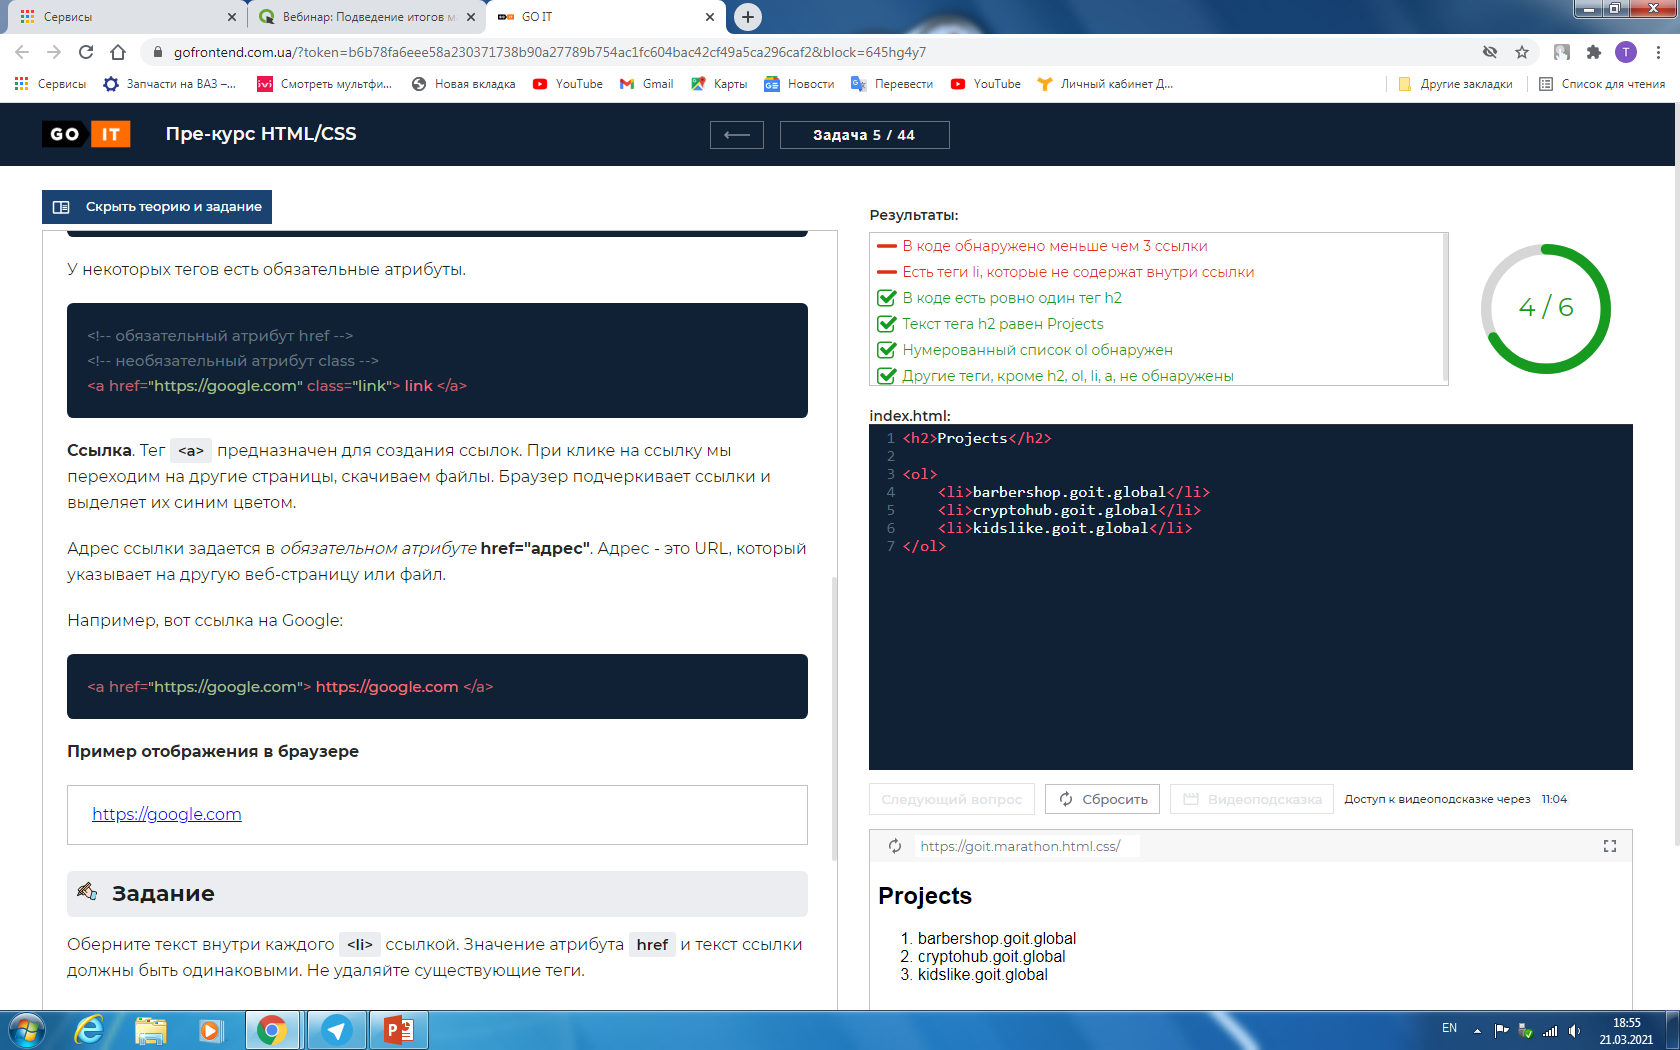 Сервисы
Вебинар: Подведение итогов м
GO IT
gofrontend.com.ua/?token=b6b78fa6eee58a230371738b90a27789b754ac1fc604bac42cf49a5ca296caf2&block=645hg4y7
T
Сервисы
Запчасти на ВАЗ –...
Смотреть мультфи...
Новая вкладка
YouTube
Gmail
Карты
Новости
Перевести
YouTube
Личный кабинет Д...
Другие закладки
Список для чтения
GO IT
Пре-курс HTML/CSS
Задача 5 / 44
Скрыть теорию и задание
У некоторых тегов есть обязательные атрибуты.
<!-- обязательный атрибут href -->
<!-- необязательный атрибут class -->
<a href="https://google.com" class="link"> link </a>
Ссылка. Тег <a> предназначен для создания ссылок. При клике на ссылку мы
переходим на другие страницы, скачиваем файлы. Браузер подчеркивает ссылки и
выделяет их синим цветом.
Адрес ссылки задается в обязательном атрибуте href="адрес". Адрес - это URL, который
указывает на другую веб-страницу или файл.
Например, вот ссылка на Google:
<a href="https://google.com"> https://google.com </a>
Пример отображения в браузере
https://google.com
Задание
Оберните текст внутри каждого <li> ссылкой. Значение атрибута href и текст ссылки
должны быть одинаковыми. Не удаляйте существующие теги.
Результаты:
В коде обнаружено меньше чем 3 ссылки
Есть теги li, которые не содержат внутри ссылки
В коде есть ровно один тег h2
Текст тега h2 равен Projects
Нумерованный список ol обнаружен
Другие теги, кроме h2, ol, li, a, не обнаружены
4 / 6
index.html:
1 <h2>Projects</h2>
2
3 <ol>
4 <li>barbershop.goit.global</li>
5 <li>cryptohub.goit.global</li>
6 <li>kidslike.goit.global</li>
7 </ol>
Следующий вопрос
Сбросить
Видеоподсказка
Доступ к видеоподсказке через 11:04
https://goit.marathon.html.css/
Projects
1. barbershop.goit.global
2. cryptohub.goit.global
3. kidslike.goit.global
EN
18:55
21.03.2021